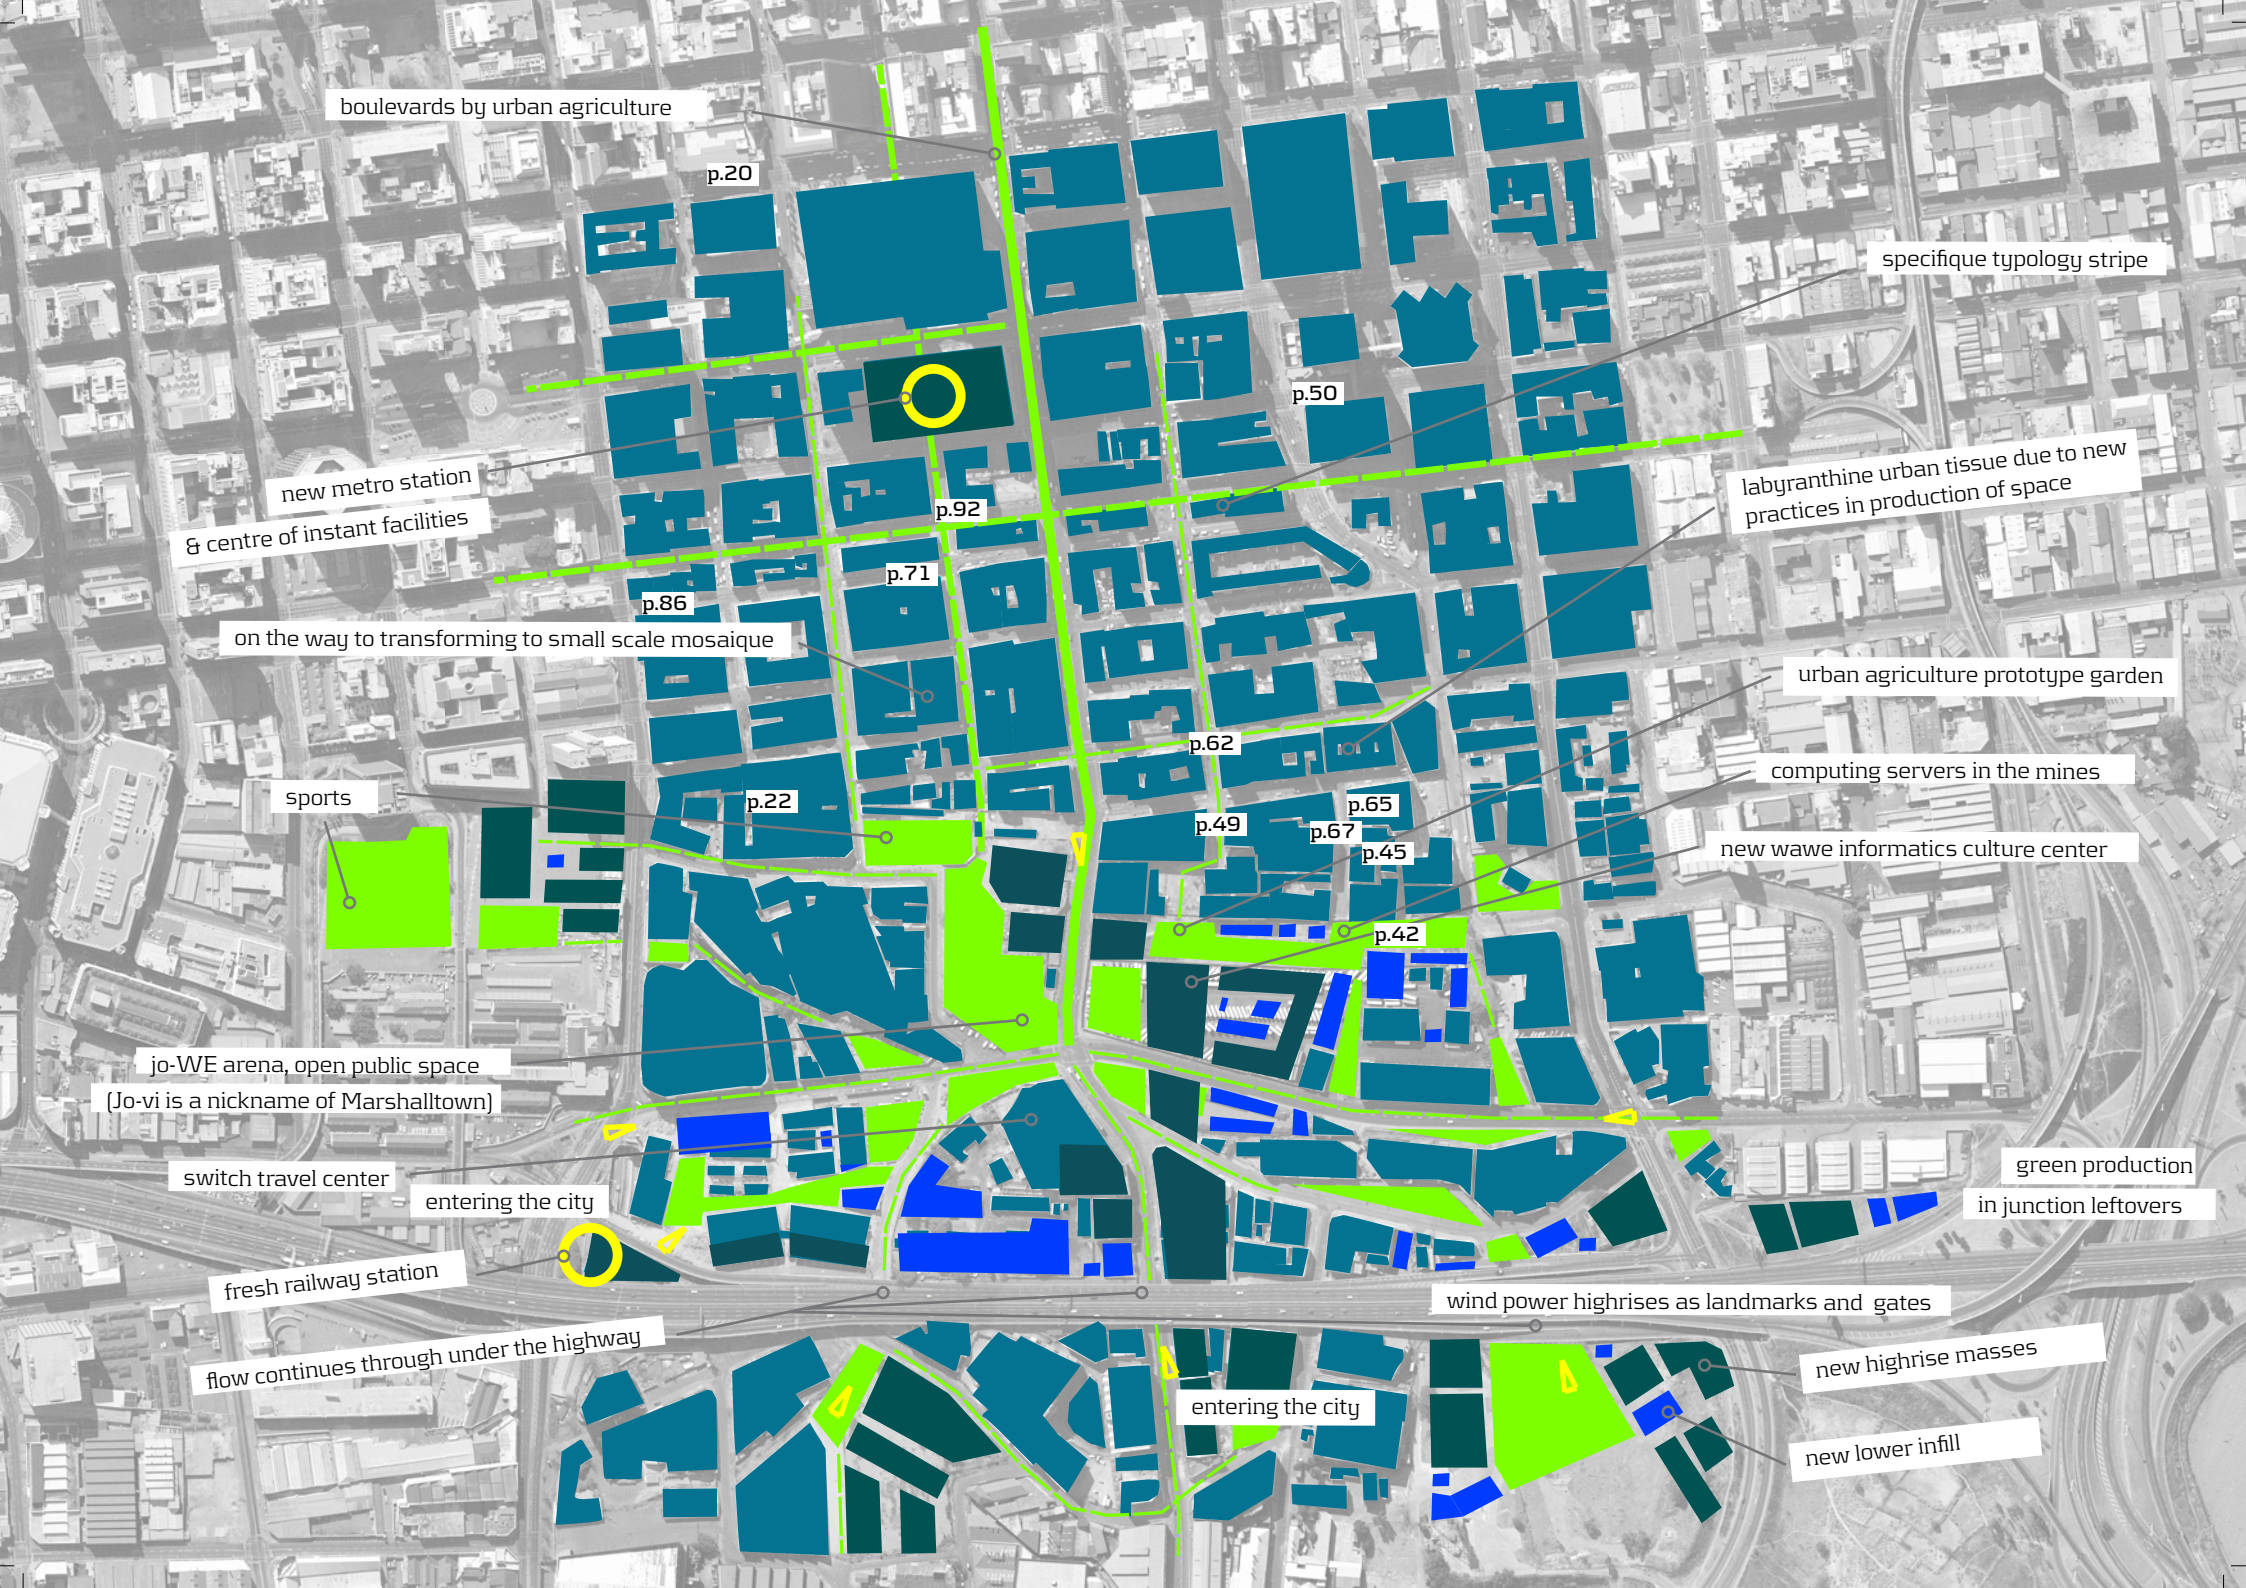 boulevards by urban agriculture
p.20
specifique typology stripe
p.50
new metro station
& centre of instant facilities
labyranthine urban tissue due to new
practices in production of space
p.92
p.71
p.86
on the way to transforming to small scale mosaique
urban agriculture prototype garden
p.62
computing servers in the mines
sports
p.22
p.65
p.49
p.67
p.45
new wawe informatics culture center
p.42
jo-WE arena, open public space
(Jo-vi is a nickname of Marshalltown)
switch travel center
green production
in junction leftovers
entering the city
fresh railway station
wind power highrises as landmarks and gates
flow continues through under the highway
new highrise masses
entering the city
new lower infill